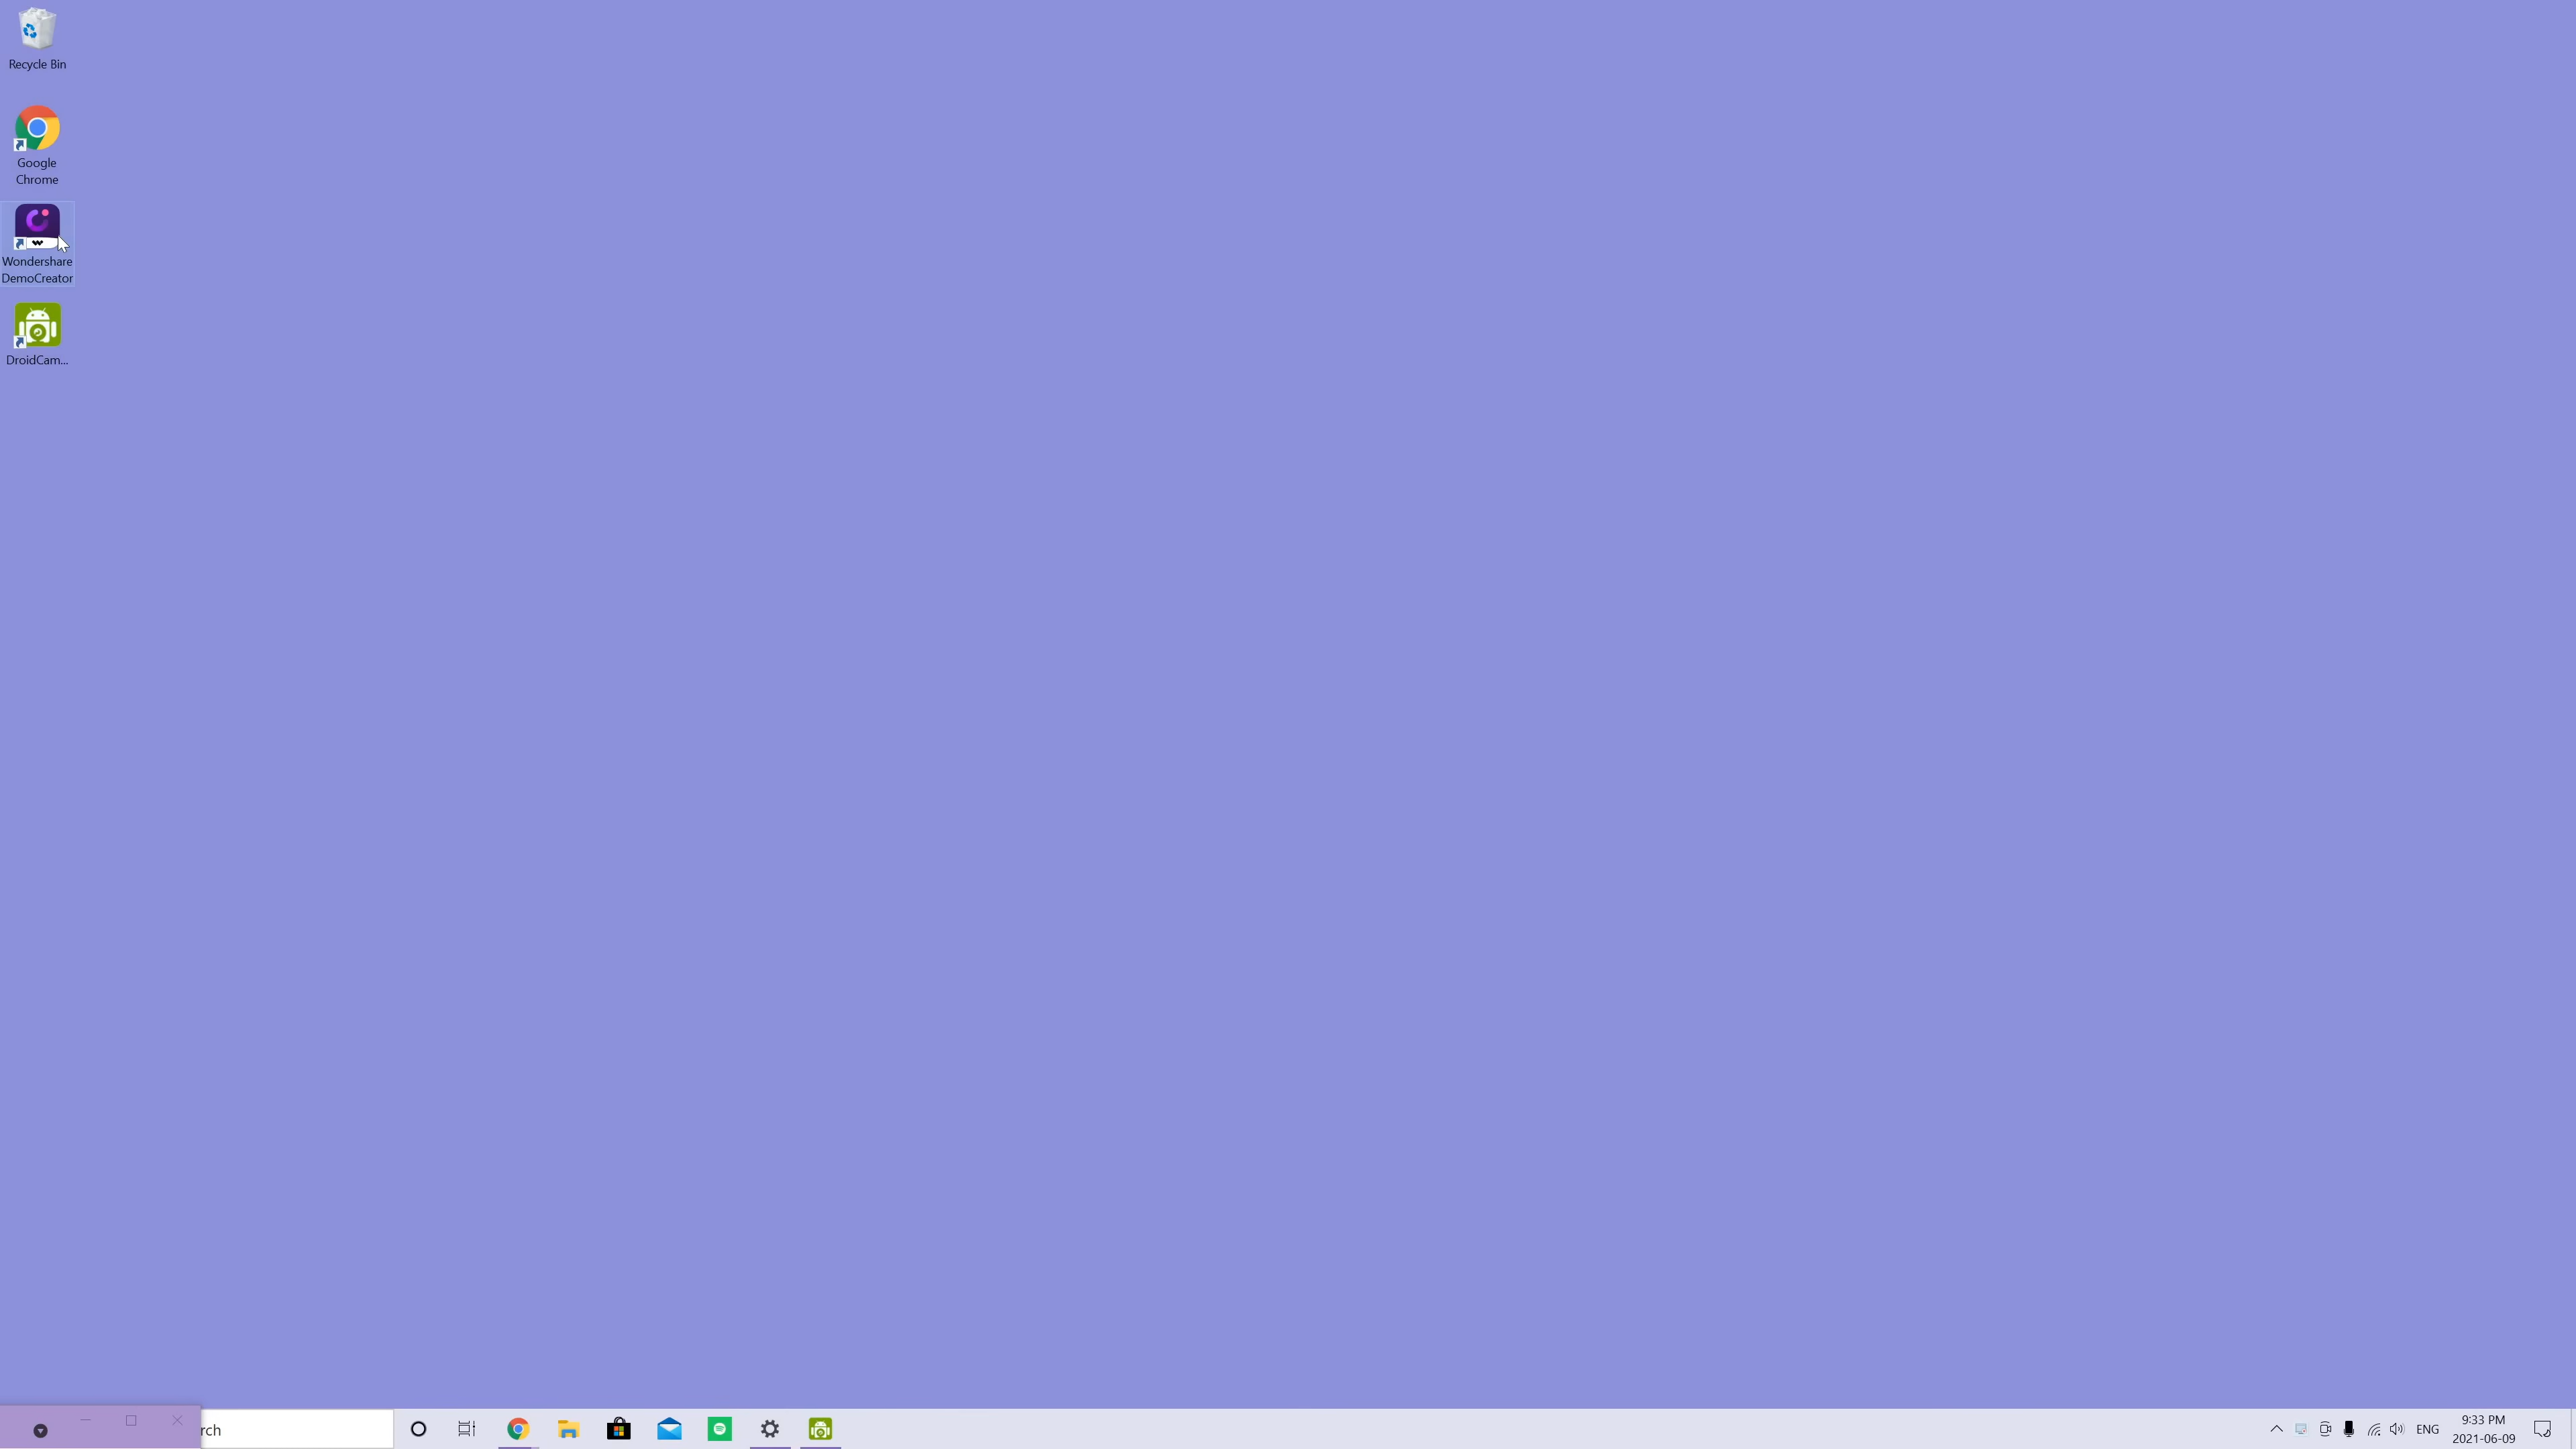 Recycle Bin
Google
Chrome
Wondershare
DemoCreator
DroidCam...
rch
ENG
9:33 PM
2021-06-09